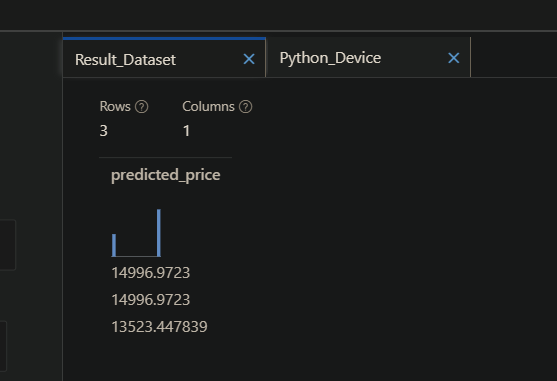 Result_Dataset
Python_Device
Rows Columns
3 1
predicted_price
14996.9723
14996.9723
13523.447839